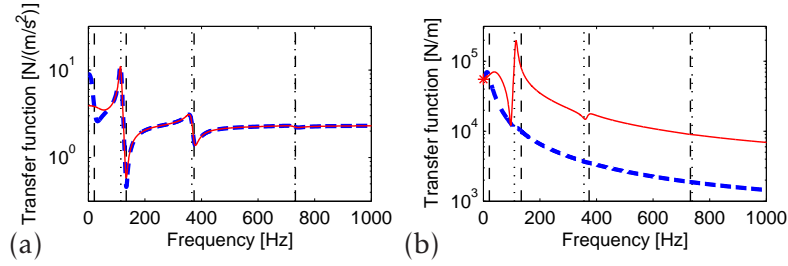 Transfer function [N/(m/s²)]
10¹
10⁰
0 200 400 600 800 1000
Frequency [Hz]
(a)
Transfer function [N/m]
10⁵
10⁴
10³
0 200 400 600 800 1000
Frequency [Hz]
(b)